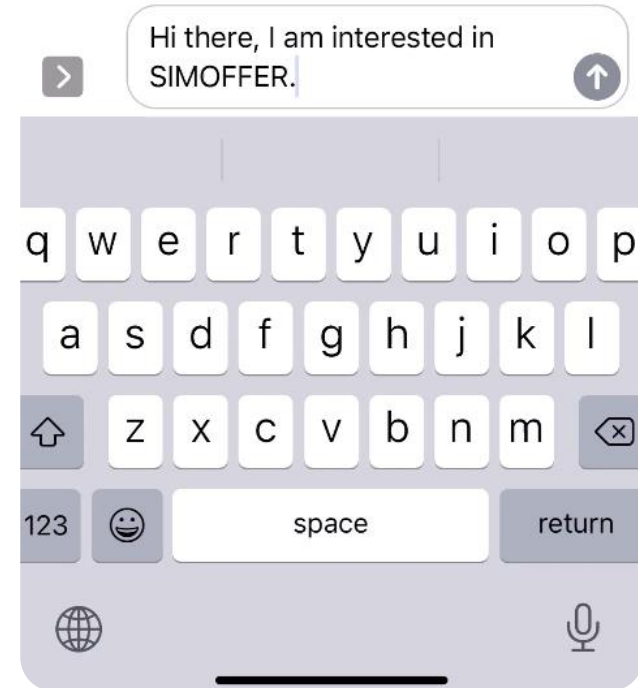 Hi there, I am interested in
SIMOFFER.
q w e r t y u i o p
a s d f g h j k l
z x c v b n m
123 space return